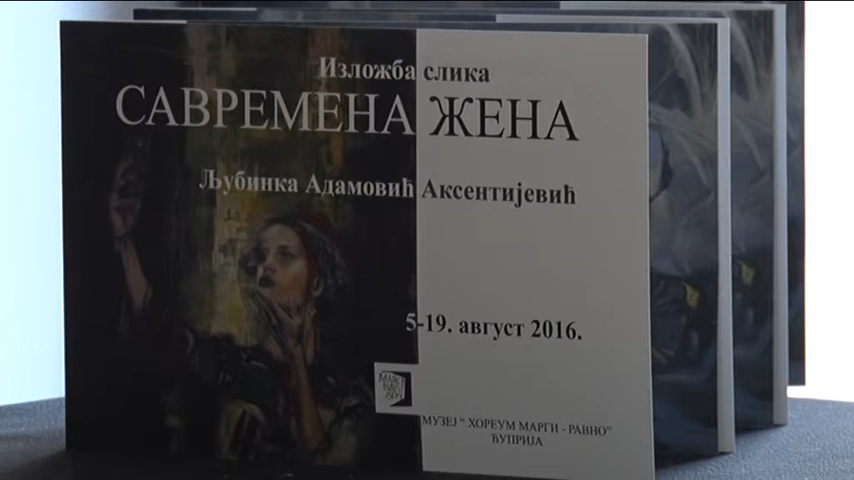 Изложба слика
САВРЕМЕНА ЖЕНА
Љубинка Адамовић Аксентијевић
5-19. август 2016.
МУЗЕЈ " ХОРЕУМ МАРГИ - РАВНО"
ЋУПРИЈА